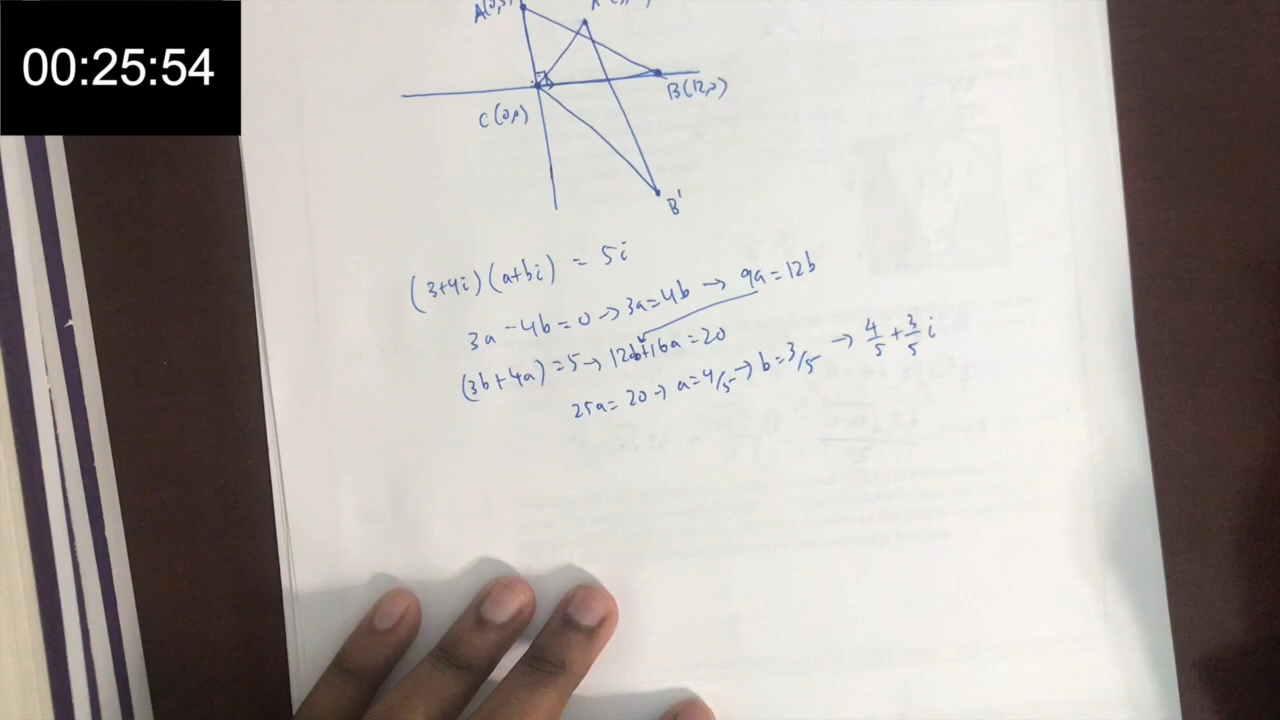 00:25:54
B(12,0)
C(0,0)
B'
(3+4i)(a+bi) = 5i
3a-4b=0→3a=4b → 9a=12b
(3b+4a)=5→12b+16a=20
25a=20→a=4/5→b=3/5 → 4/5+3/5i